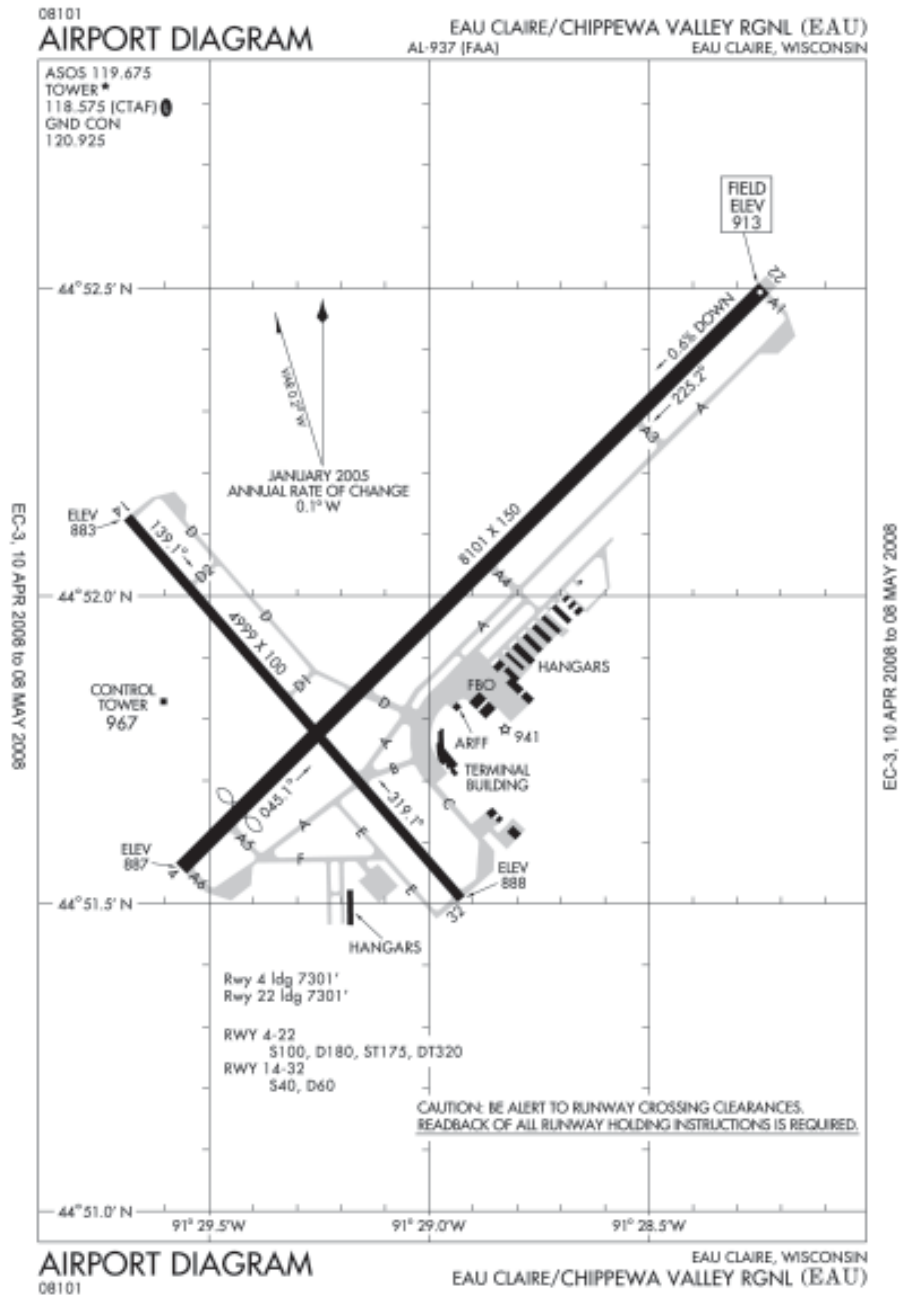 08101
AIRPORT DIAGRAM
EAU CLAIRE/CHIPPEWA VALLEY RGNL (EAU)
AL-937 (FAA)
EAU CLAIRE, WISCONSIN
ASOS 119.675
TOWER*
118.575 (CTAF) L
GND CON
120.925
FIELD
ELEV
913
22
A1
44°52.5' N
0.6% DOWN
225.2°
VAR 0.2° W
A
A3
JANUARY 2005
ANNUAL RATE OF CHANGE
0.1° W
ELEV
883
14
D
139.1°
D2
8101 X 150
A4
44°52.0' N
D
4999 X 100
A
HANGARS
D1
FBO
CONTROL
TOWER
967
D
ARFF
941
A
B
TERMINAL
BUILDING
045.1°
319.1°
C
A5
A
E
ELEV
887
F
4
A6
E
ELEV
888
44°51.5' N
32
HANGARS
Rwy 4 ldg 7301'
Rwy 22 ldg 7301'
RWY 4-22
S100, D180, ST175, DT320
RWY 14-32
S40, D60
CAUTION: BE ALERT TO RUNWAY CROSSING CLEARANCES.
READBACK OF ALL RUNWAY HOLDING INSTRUCTIONS IS REQUIRED.
44°51.0' N
91° 29.5'W
91° 29.0'W
91° 28.5'W
EC-3, 10 APR 2008 to 08 MAY 2008
EC-3, 10 APR 2008 to 08 MAY 2008
AIRPORT DIAGRAM
08101
EAU CLAIRE, WISCONSIN
EAU CLAIRE/CHIPPEWA VALLEY RGNL (EAU)